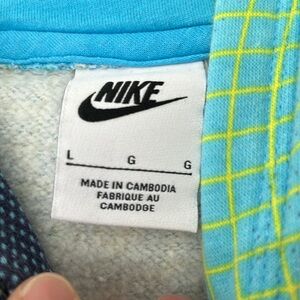 NIKE
L G G
MADE IN CAMBODIA
FABRIQUE AU
CAMBODGE